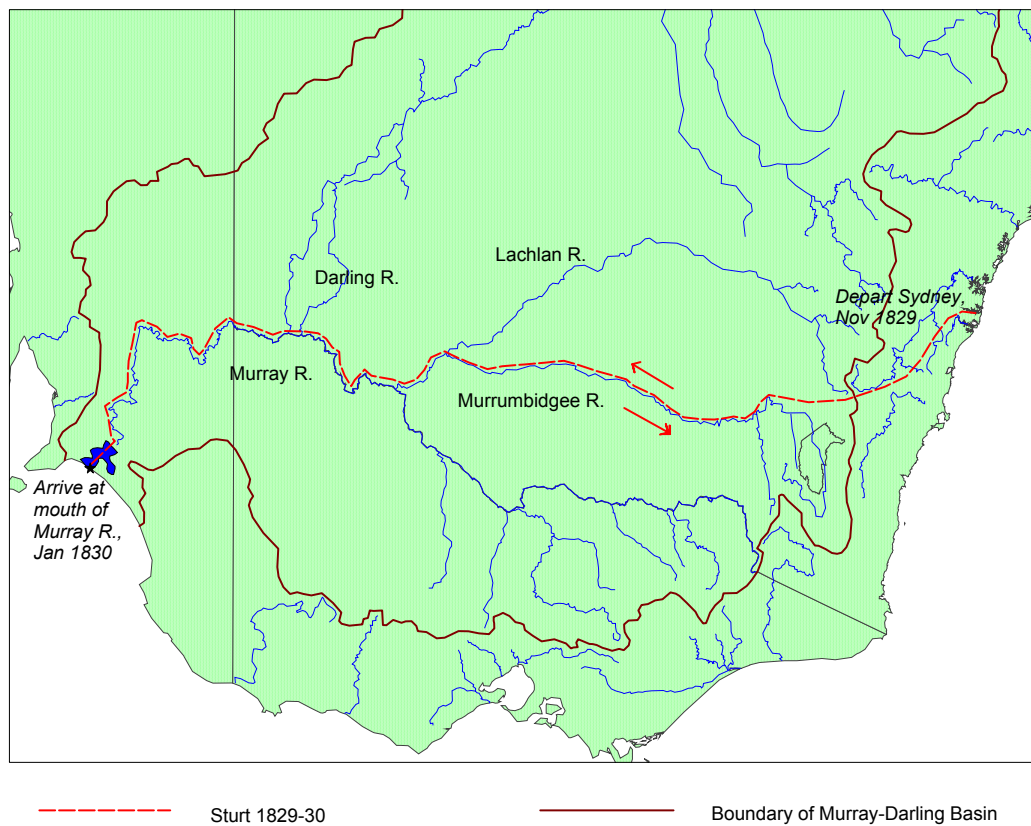 Lachlan R.
Darling R.
Depart Sydney,
Nov 1829
Murray R.
Murrumbidgee R.
Arrive at
mouth of
Murray R.,
Jan 1830
Sturt 1829-30
Boundary of Murray-Darling Basin